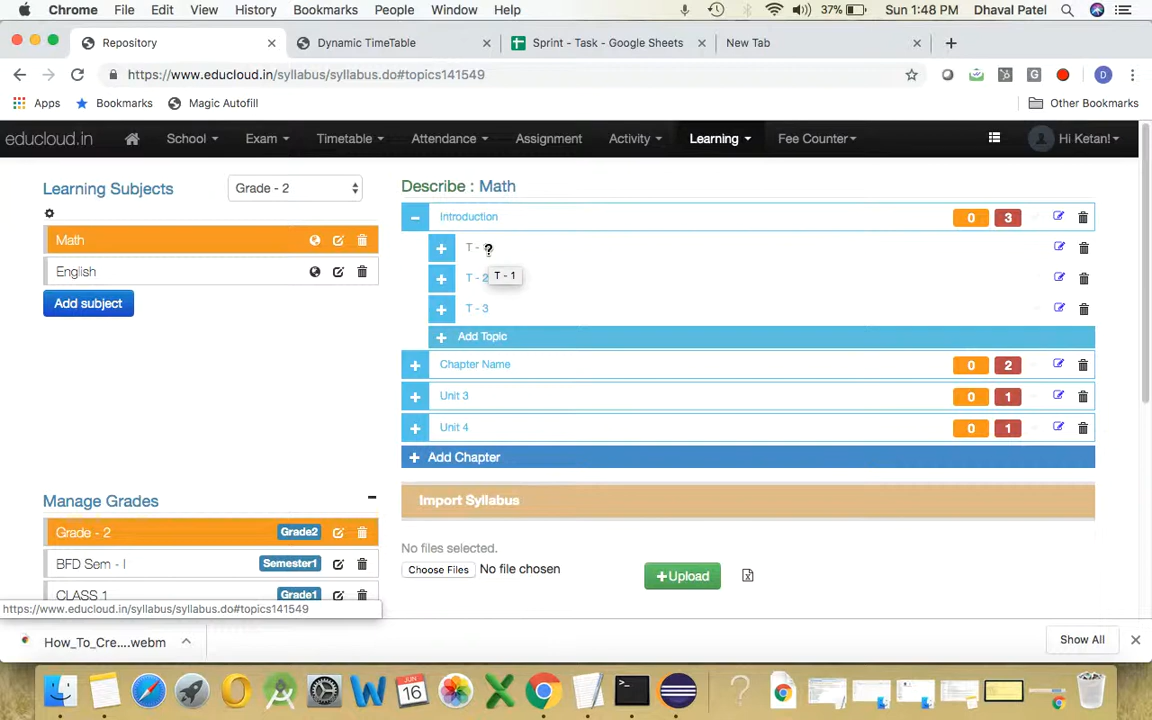 Chrome File Edit View History Bookmarks People Window Help 37% Sun 1:48 PM Dhaval Patel
Repository Dynamic TimeTable Sprint - Task - Google Sheets New Tab
https://www.educloud.in/syllabus/syllabus.do#topics141549
Apps Bookmarks Magic Autofill Other Bookmarks
educloud.in School Exam Timetable Attendance Assignment Activity Learning Fee Counter Hi Ketan!
Learning Subjects Grade - 2
Math
English
Add subject
Describe : Math
Introduction 0 3
T -
T - 1
T - 2
T - 3
Add Topic
Chapter Name 0 2
Unit 3 0 1
Unit 4 0 1
Add Chapter
Import Syllabus
No files selected.
Choose Files No file chosen
Upload
Manage Grades
Grade - 2 Grade2
BFD Sem - I Semester1
CLASS 1 Grade1
https://www.educloud.in/syllabus/syllabus.do#topics141549
How_To_Cre....webm Show All
JUN
16